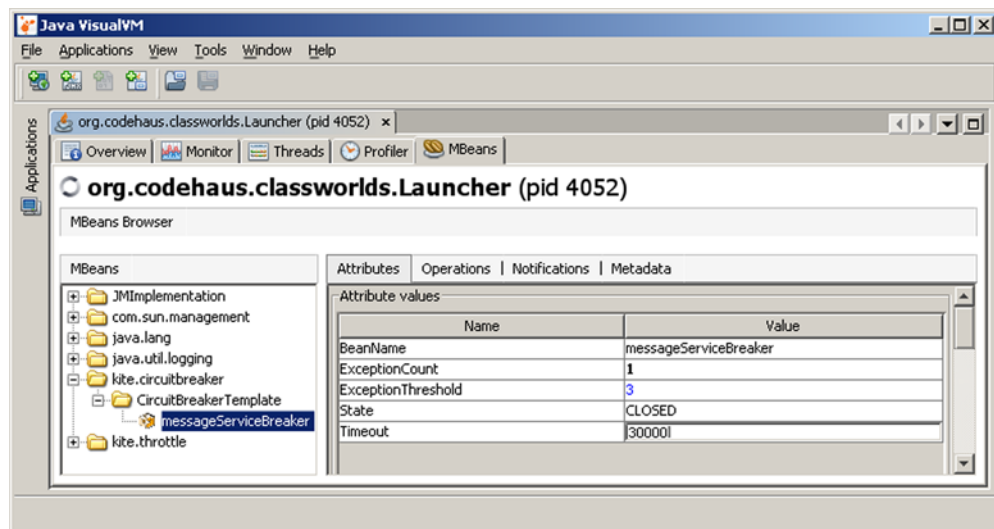 Java VisualVM
File Applications View Tools Window Help
Applications
org.codehaus.classworlds.Launcher (pid 4052) x
Overview Monitor Threads Profiler MBeans
org.codehaus.classworlds.Launcher (pid 4052)
MBeans Browser
MBeans
JMImplementation
com.sun.management
java.lang
java.util.logging
kite.circuitbreaker
CircuitBreakerTemplate
messageServiceBreaker
kite.throttle
Attributes Operations | Notifications | Metadata
Attribute values
Name Value
BeanName messageServiceBreaker
ExceptionCount 1
ExceptionThreshold 3
State CLOSED
Timeout 30000